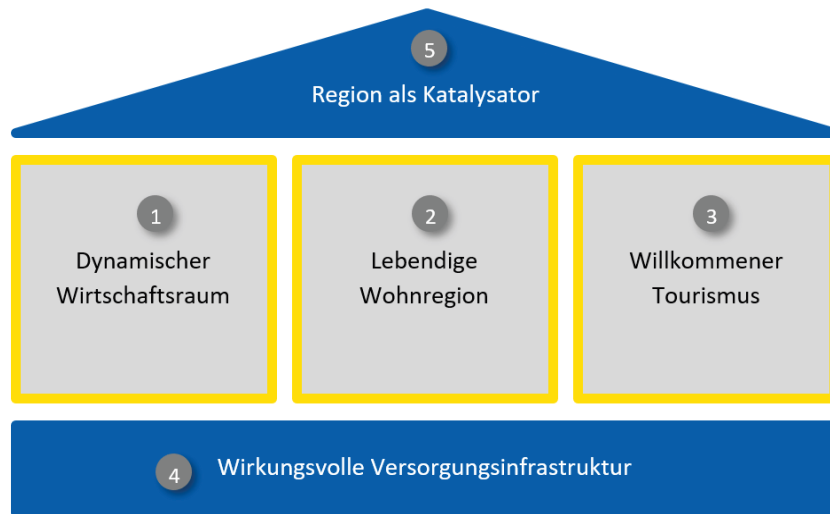 5
Region als Katalysator
1
Dynamischer
Wirtschaftsraum
2
Lebendige
Wohnregion
3
Willkommener
Tourismus
4 Wirkungsvolle Versorgungsinfrastruktur